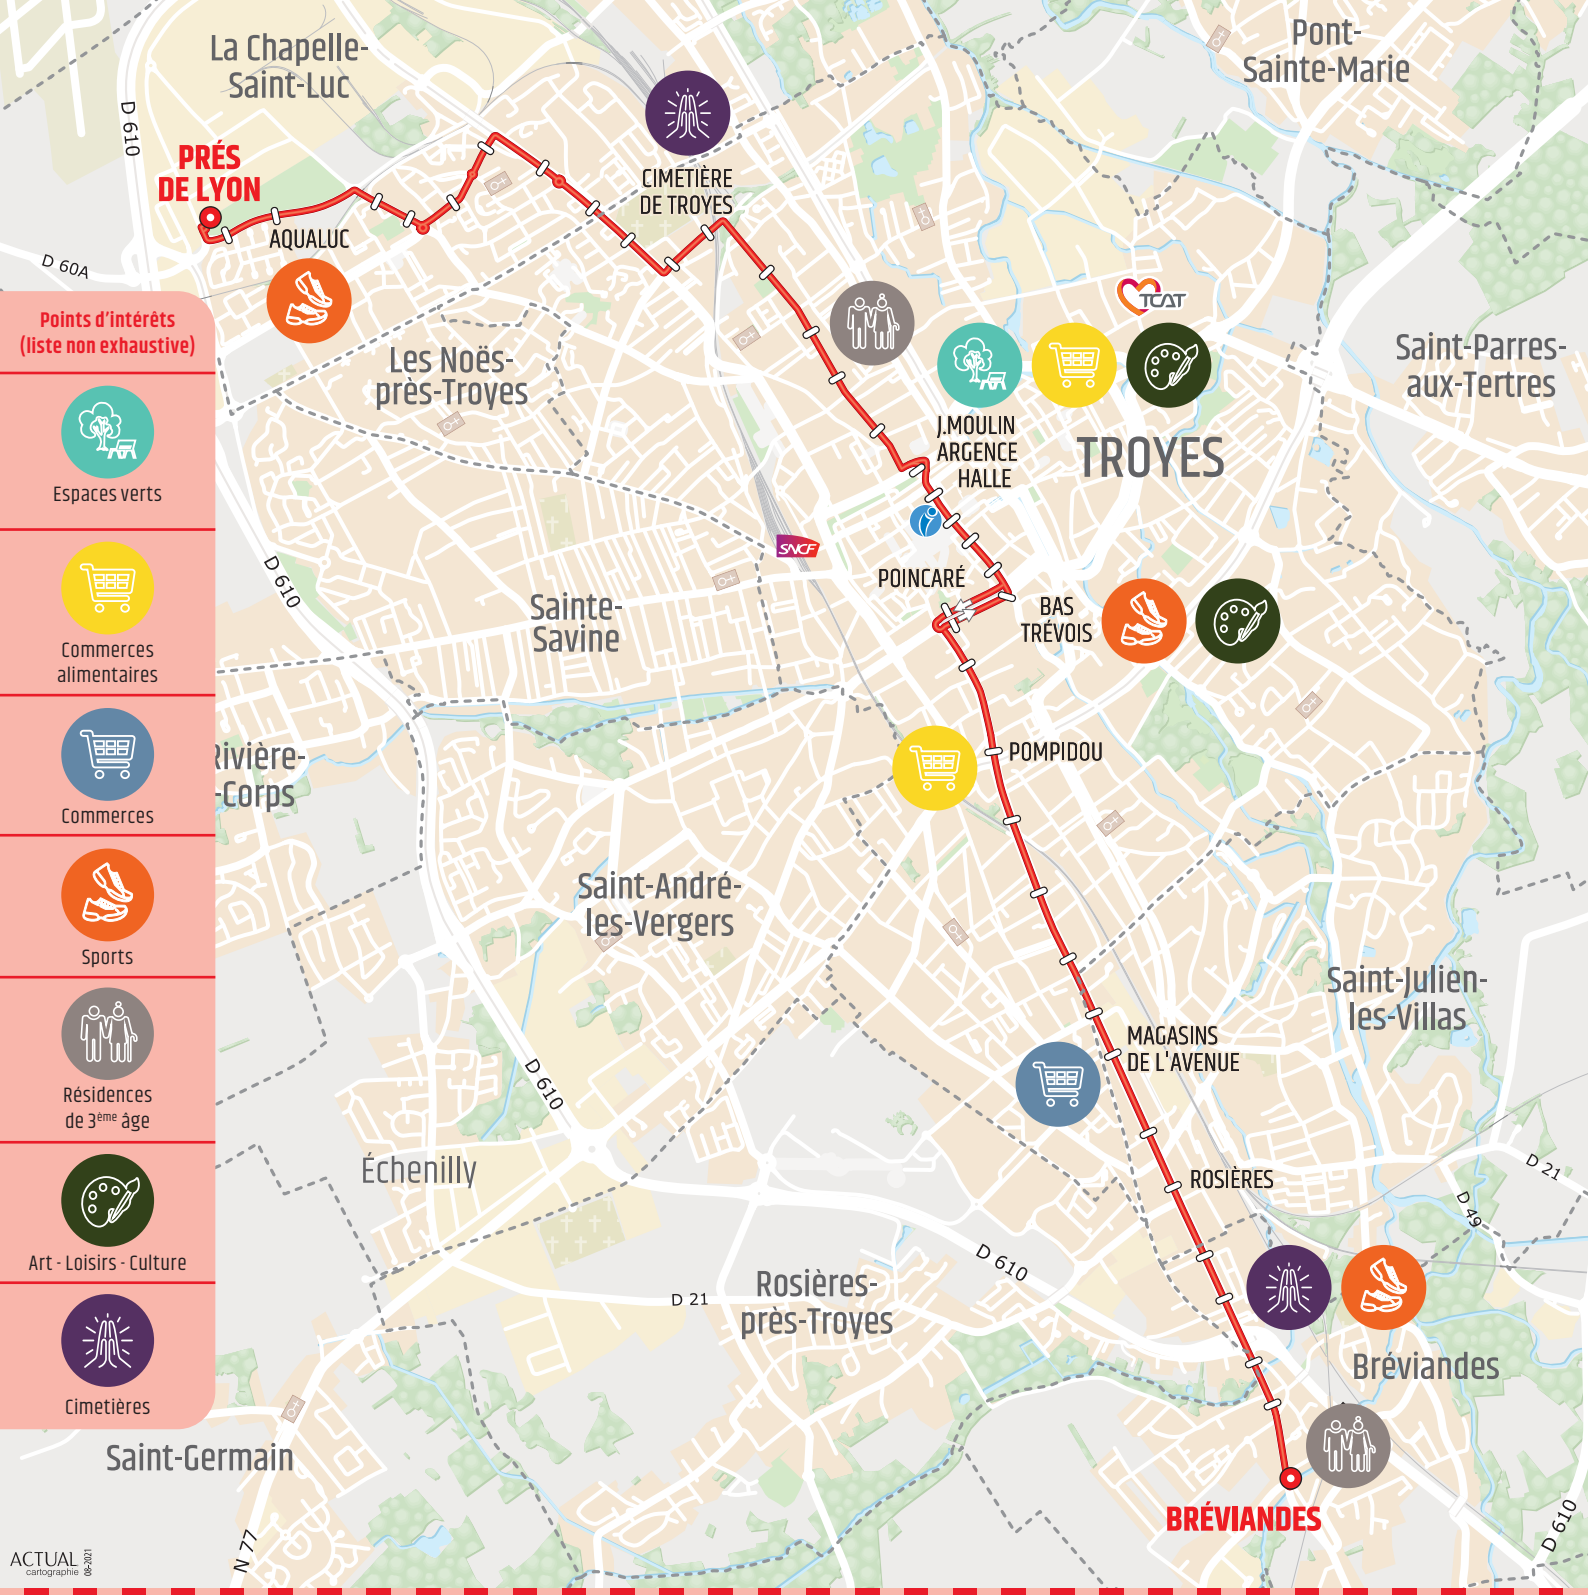 La Chapelle-
Saint-Luc
Pont-
Sainte-Marie
D 610
PRÉS
DE LYON
CIMETIÈRE
DE TROYES
AQUALUC
D 60A
TCAT
Points d'intérêts
(liste non exhaustive)
Espaces verts
Commerces
alimentaires
Commerces
Sports
Résidences
de 3ème âge
Art - Loisirs - Culture
Cimetières
Les Noës-
près-Troyes
Saint-Parres-
aux-Tertres
J.MOULIN
ARGENCE
HALLE
TROYES
SNCF
D 610
POINCARÉ
Sainte-
Savine
BAS
TRÉVOIS
Rivière-
-Corps
POMPIDOU
Saint-André-
les-Vergers
Saint-Julien-
les-Villas
MAGASINS
DE L'AVENUE
D 610
Échenilly
ROSIÈRES
D 21
D 49
D 610
D 21
Rosières-
près-Troyes
Bréviandes
Saint-Germain
BRÉVIANDES
N 77
D 610
ACTUAL
cartographie
08-2021